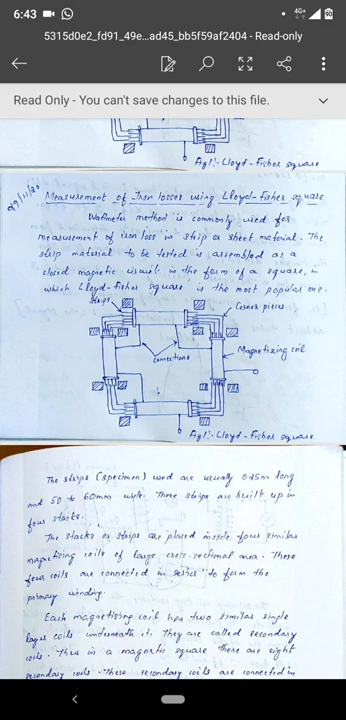 6:43
4G+
90
5315d0e2_fd91_49e...ad45_bb5f59af2404 - Read-only
Read Only - You can't save changes to this file.
Fig1:- Lloyd-Fisher square
27/11/20
Measurement of Iron losses using Lloyd-fisher square
Wattmeter method is commonly used for
measurement of iron loss in strip or sheet material. The
strip material to be tested is assembled as a
closed magnetic circuit in the form of a square, in
which Lloyd-fisher square is the most popular one.
Strips
Corner pieces
connections
Magnetizing coil
Fig1:- Lloyd-Fisher square
The strips (specimen) used are usually 0.25m long
and 50 to 60mm wide. These strips are built up in
four stacks.
The stacks of strips are placed inside four similar
magnetising coils of large cross-sectional area. These
four coils are connected in series to form the
primary winding.
Each magnetising coil has two similar single
layer coils underneath it. They are called secondary
coils. Thus in a magnetic square there are eight
secondary coils. These secondary coils are connected in